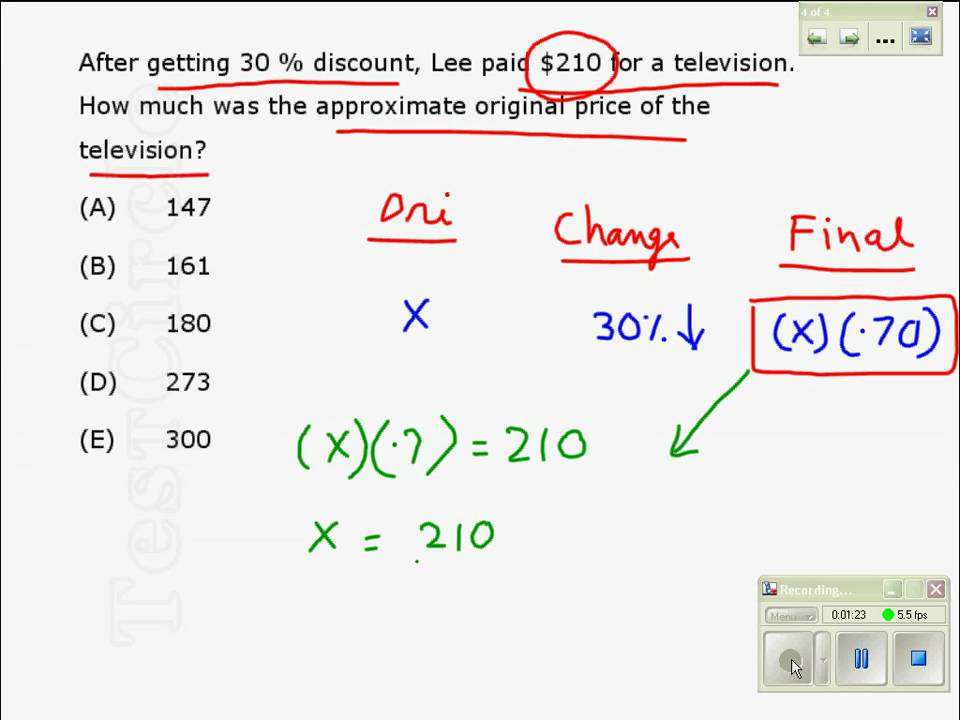 4 of 4
After getting 30 % discount, Lee paid $210 for a television.
How much was the approximate original price of the
television?
(A) 147
(B) 161
(C) 180
(D) 273
(E) 300
Ori Change Final
X 30% ↓ (X)(.70)
(X)(.7) = 210
X = 210
TestCircle
Recording...
Menu
0:01:23 5.5 fps